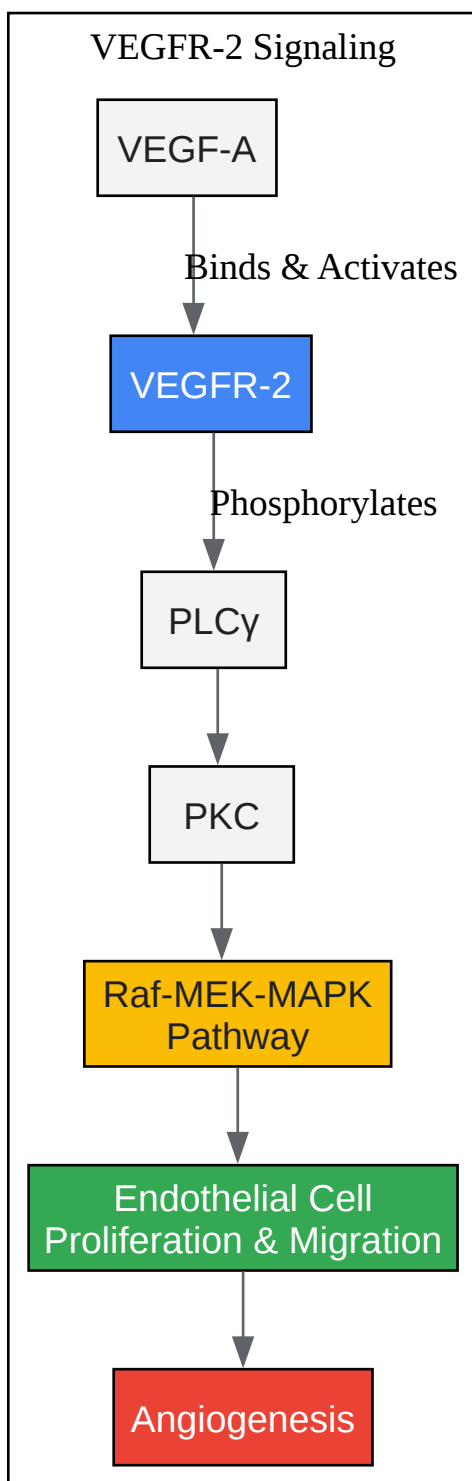 VEGFR-2 Signaling
VEGF-A
Binds & Activates
VEGFR-2
Phosphorylates
PLCγ
PKC
Raf-MEK-MAPK
Pathway
Endothelial Cell
Proliferation & Migration
Angiogenesis